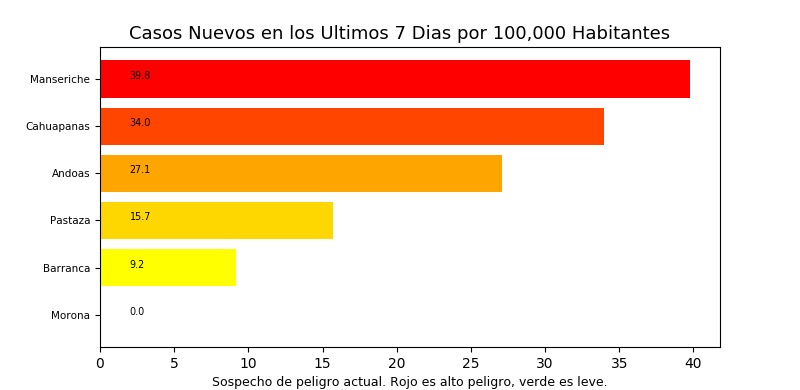 Casos Nuevos en los Ultimos 7 Dias por 100,000 Habitantes
Manseriche 39.8
Cahuapanas 34.0
Andoas 27.1
Pastaza 15.7
Barranca 9.2
Morona 0.0
0 5 10 15 20 25 30 35 40
Sospecho de peligro actual. Rojo es alto peligro, verde es leve.